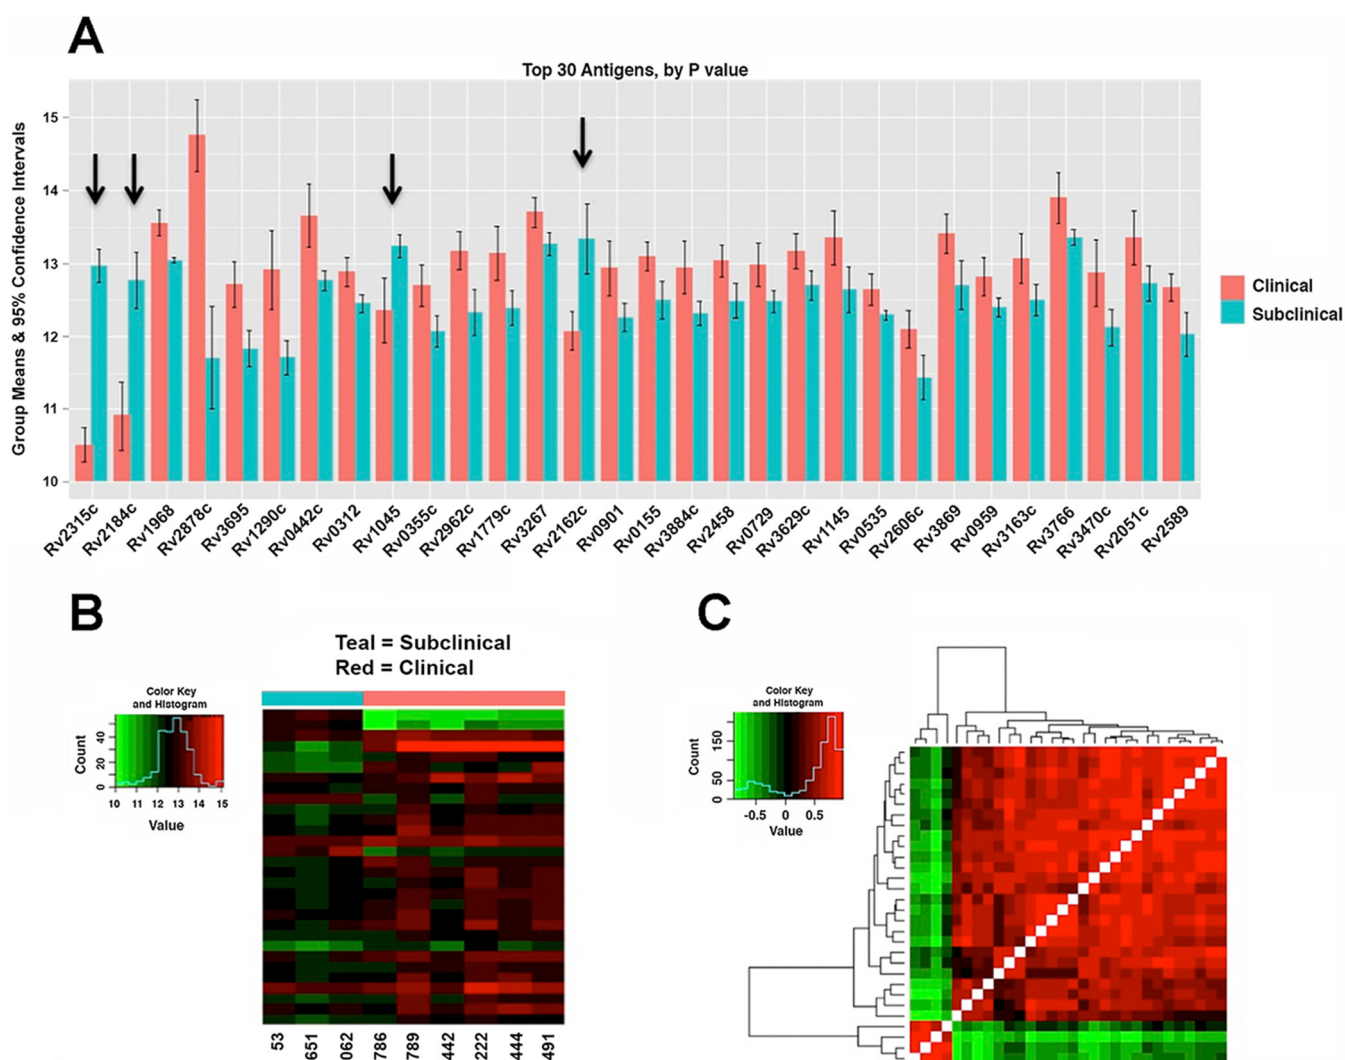 A
Top 30 Antigens, by P value
Group Means & 95% Confidence Intervals
15
14
13
12
11
10
Clinical
Subclinical
Rv2315c
Rv2184c
Rv1968
Rv2878c
Rv3695
Rv1290c
Rv0442c
Rv0312
Rv1045
Rv0355c
Rv2962c
Rv1779c
Rv3267
Rv2162c
Rv0901
Rv0155
Rv3884c
Rv2458
Rv0729
Rv3629c
Rv1145
Rv0535
Rv2606c
Rv3869
Rv0959
Rv3163c
Rv3766
Rv3470c
Rv2051c
Rv2589
B
Teal = Subclinical
Red = Clinical
Color Key
and Histogram
Count
0 20 40
10 11 12 13 14 15
Value
53
651
062
786
789
442
222
444
491
C
Color Key
and Histogram
Count
0 50 150
-0.5 0 0.5
Value